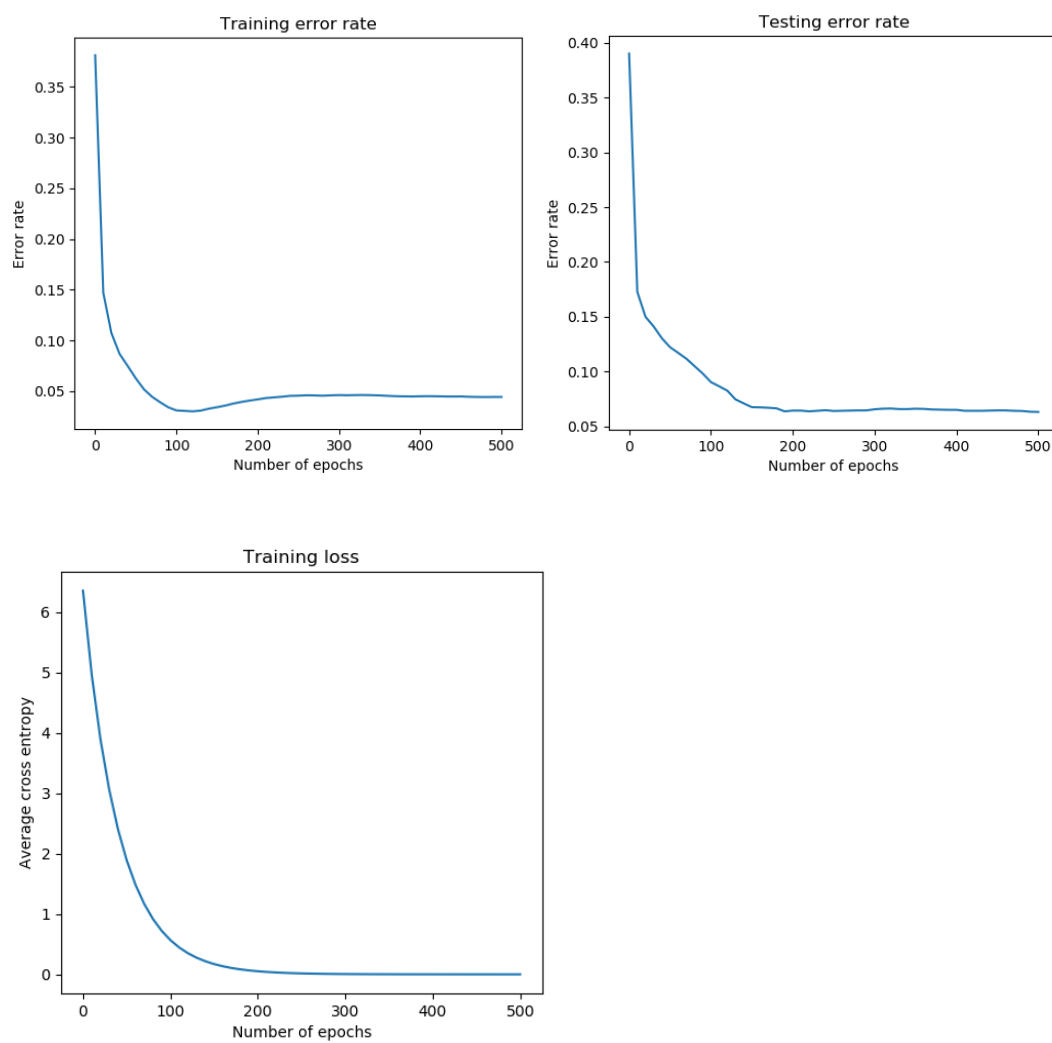 Training error rate
0.35
0.30
0.25
0.20
0.15
0.10
0.05
Error rate
0 100 200 300 400 500
Number of epochs
Testing error rate
0.40
0.35
0.30
0.25
0.20
0.15
0.10
0.05
Error rate
0 100 200 300 400 500
Number of epochs
Training loss
6
5
4
3
2
1
0
Average cross entropy
0 100 200 300 400 500
Number of epochs